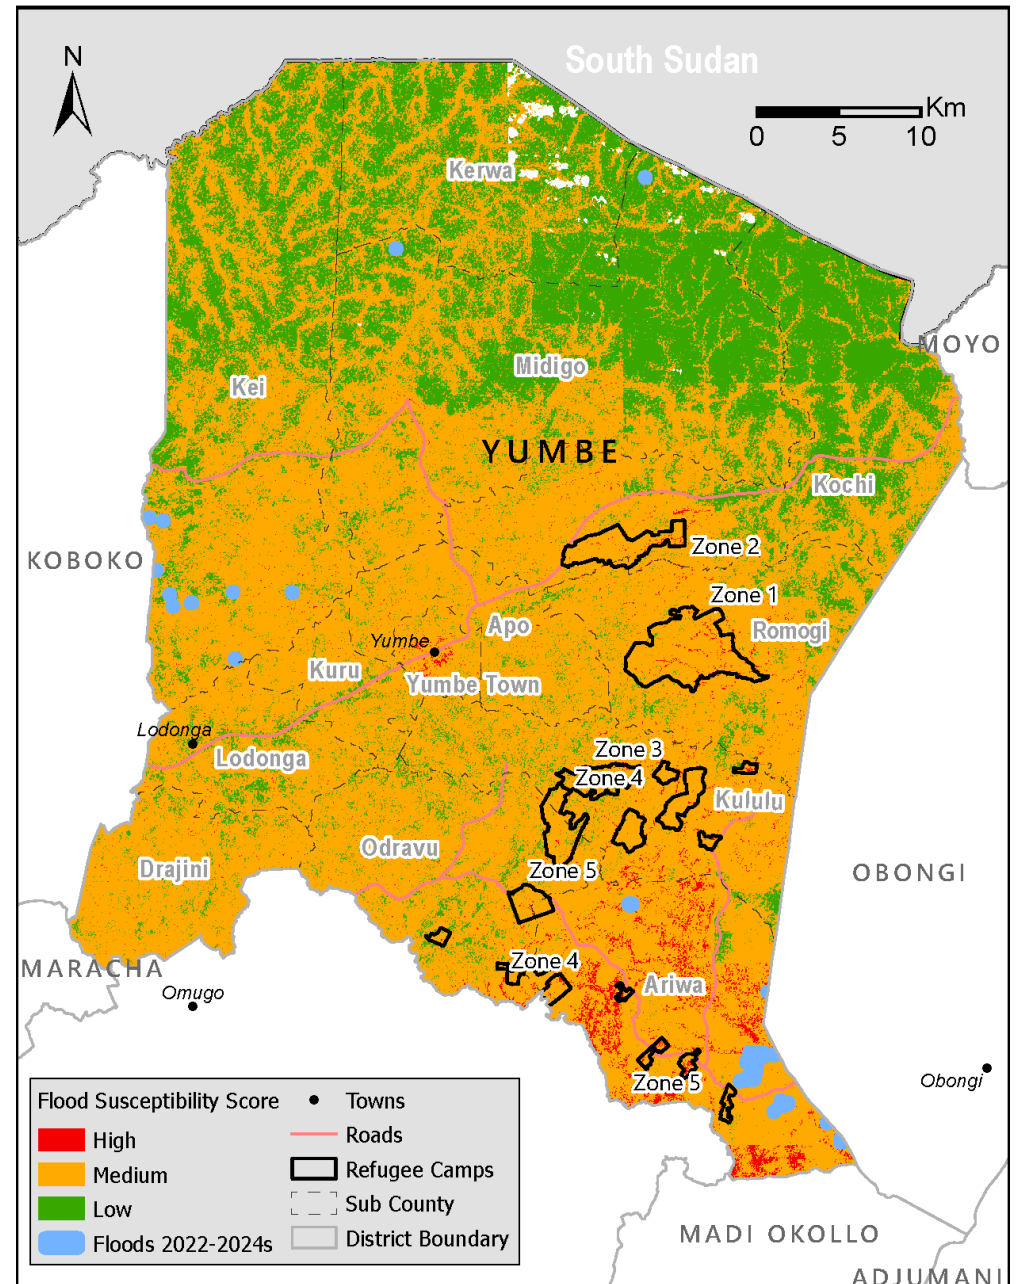 South Sudan
N
Km
0 5 10
Kerwa
MOYO
Midigo
Kei
YUMBE
Kochi
Zone 2
KOBOKO
Zone 1
Apo
Romogi
Yumbe
Kuru
Yumbe Town
Lodonga
Zone 3
Lodonga
Zone 4
Kululu
Odravu
Drajini
Zone 5
OBONGI
Zone 4
MARACHA
Ariwa
Omugo
Obongi
Zone 5
Flood Susceptibility Score
High
Medium
Low
Floods 2022-2024s
Towns
Roads
Refugee Camps
Sub County
District Boundary
MADI OKOLLO
ADJUMANI